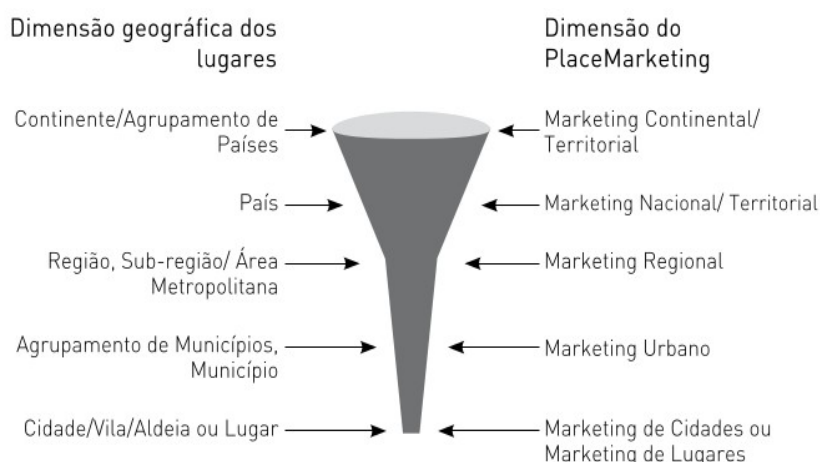 Dimensão geográfica dos
lugares
Dimensão do
PlaceMarketing
Continente/Agrupamento de
Países
Marketing Continental/
Territorial
País
Marketing Nacional/ Territorial
Região, Sub-região/ Área
Metropolitana
Marketing Regional
Agrupamento de Municípios,
Município
Marketing Urbano
Cidade/Vila/Aldeia ou Lugar
Marketing de Cidades ou
Marketing de Lugares